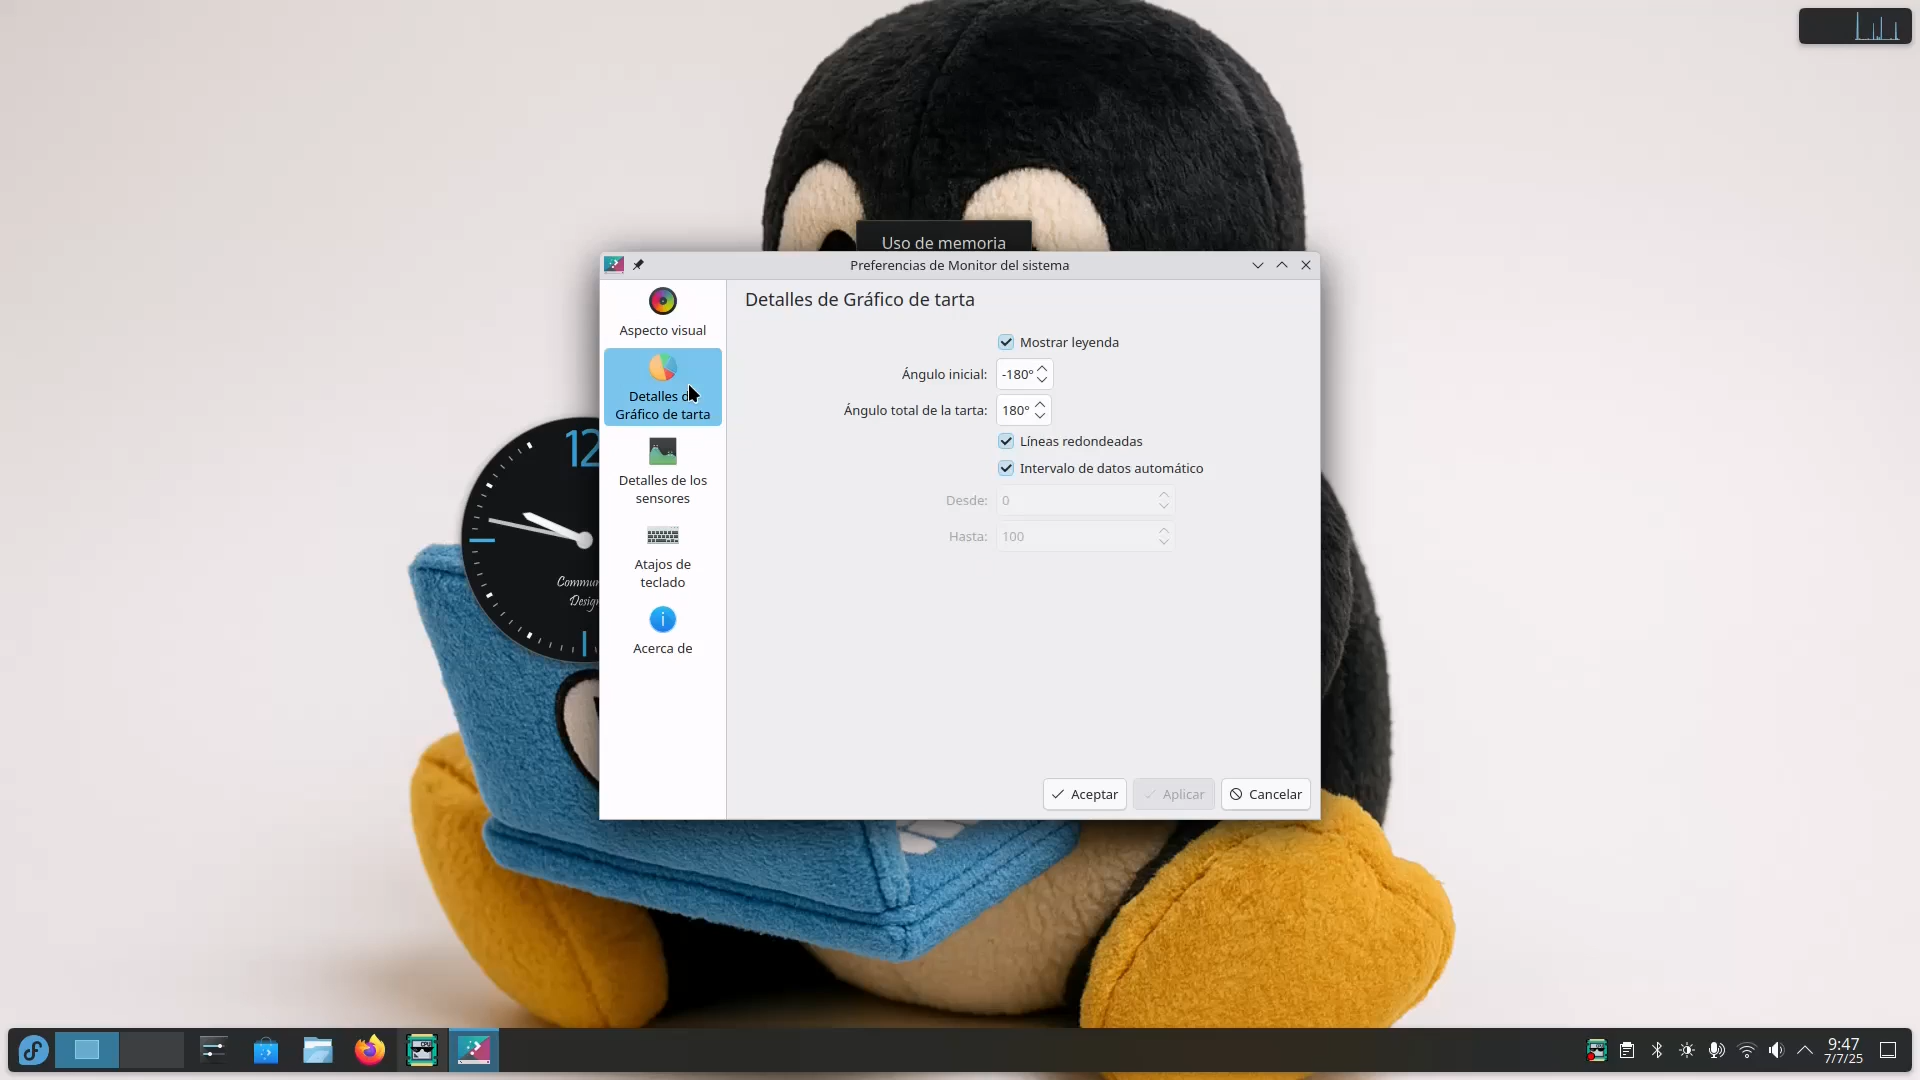 Uso de memoria
Preferencias de Monitor del sistema
Aspecto visual
Detalles de
Gráfico de tarta
Detalles de los
sensores
Atajos de
teclado
Acerca de
Detalles de Gráfico de tarta
Mostrar leyenda
Ángulo inicial: -180°
Ángulo total de la tarta: 180°
Líneas redondeadas
Intervalo de datos automático
Desde: 0
Hasta: 100
Aceptar
Aplicar
Cancelar
12
CPU
9:47
7/7/25